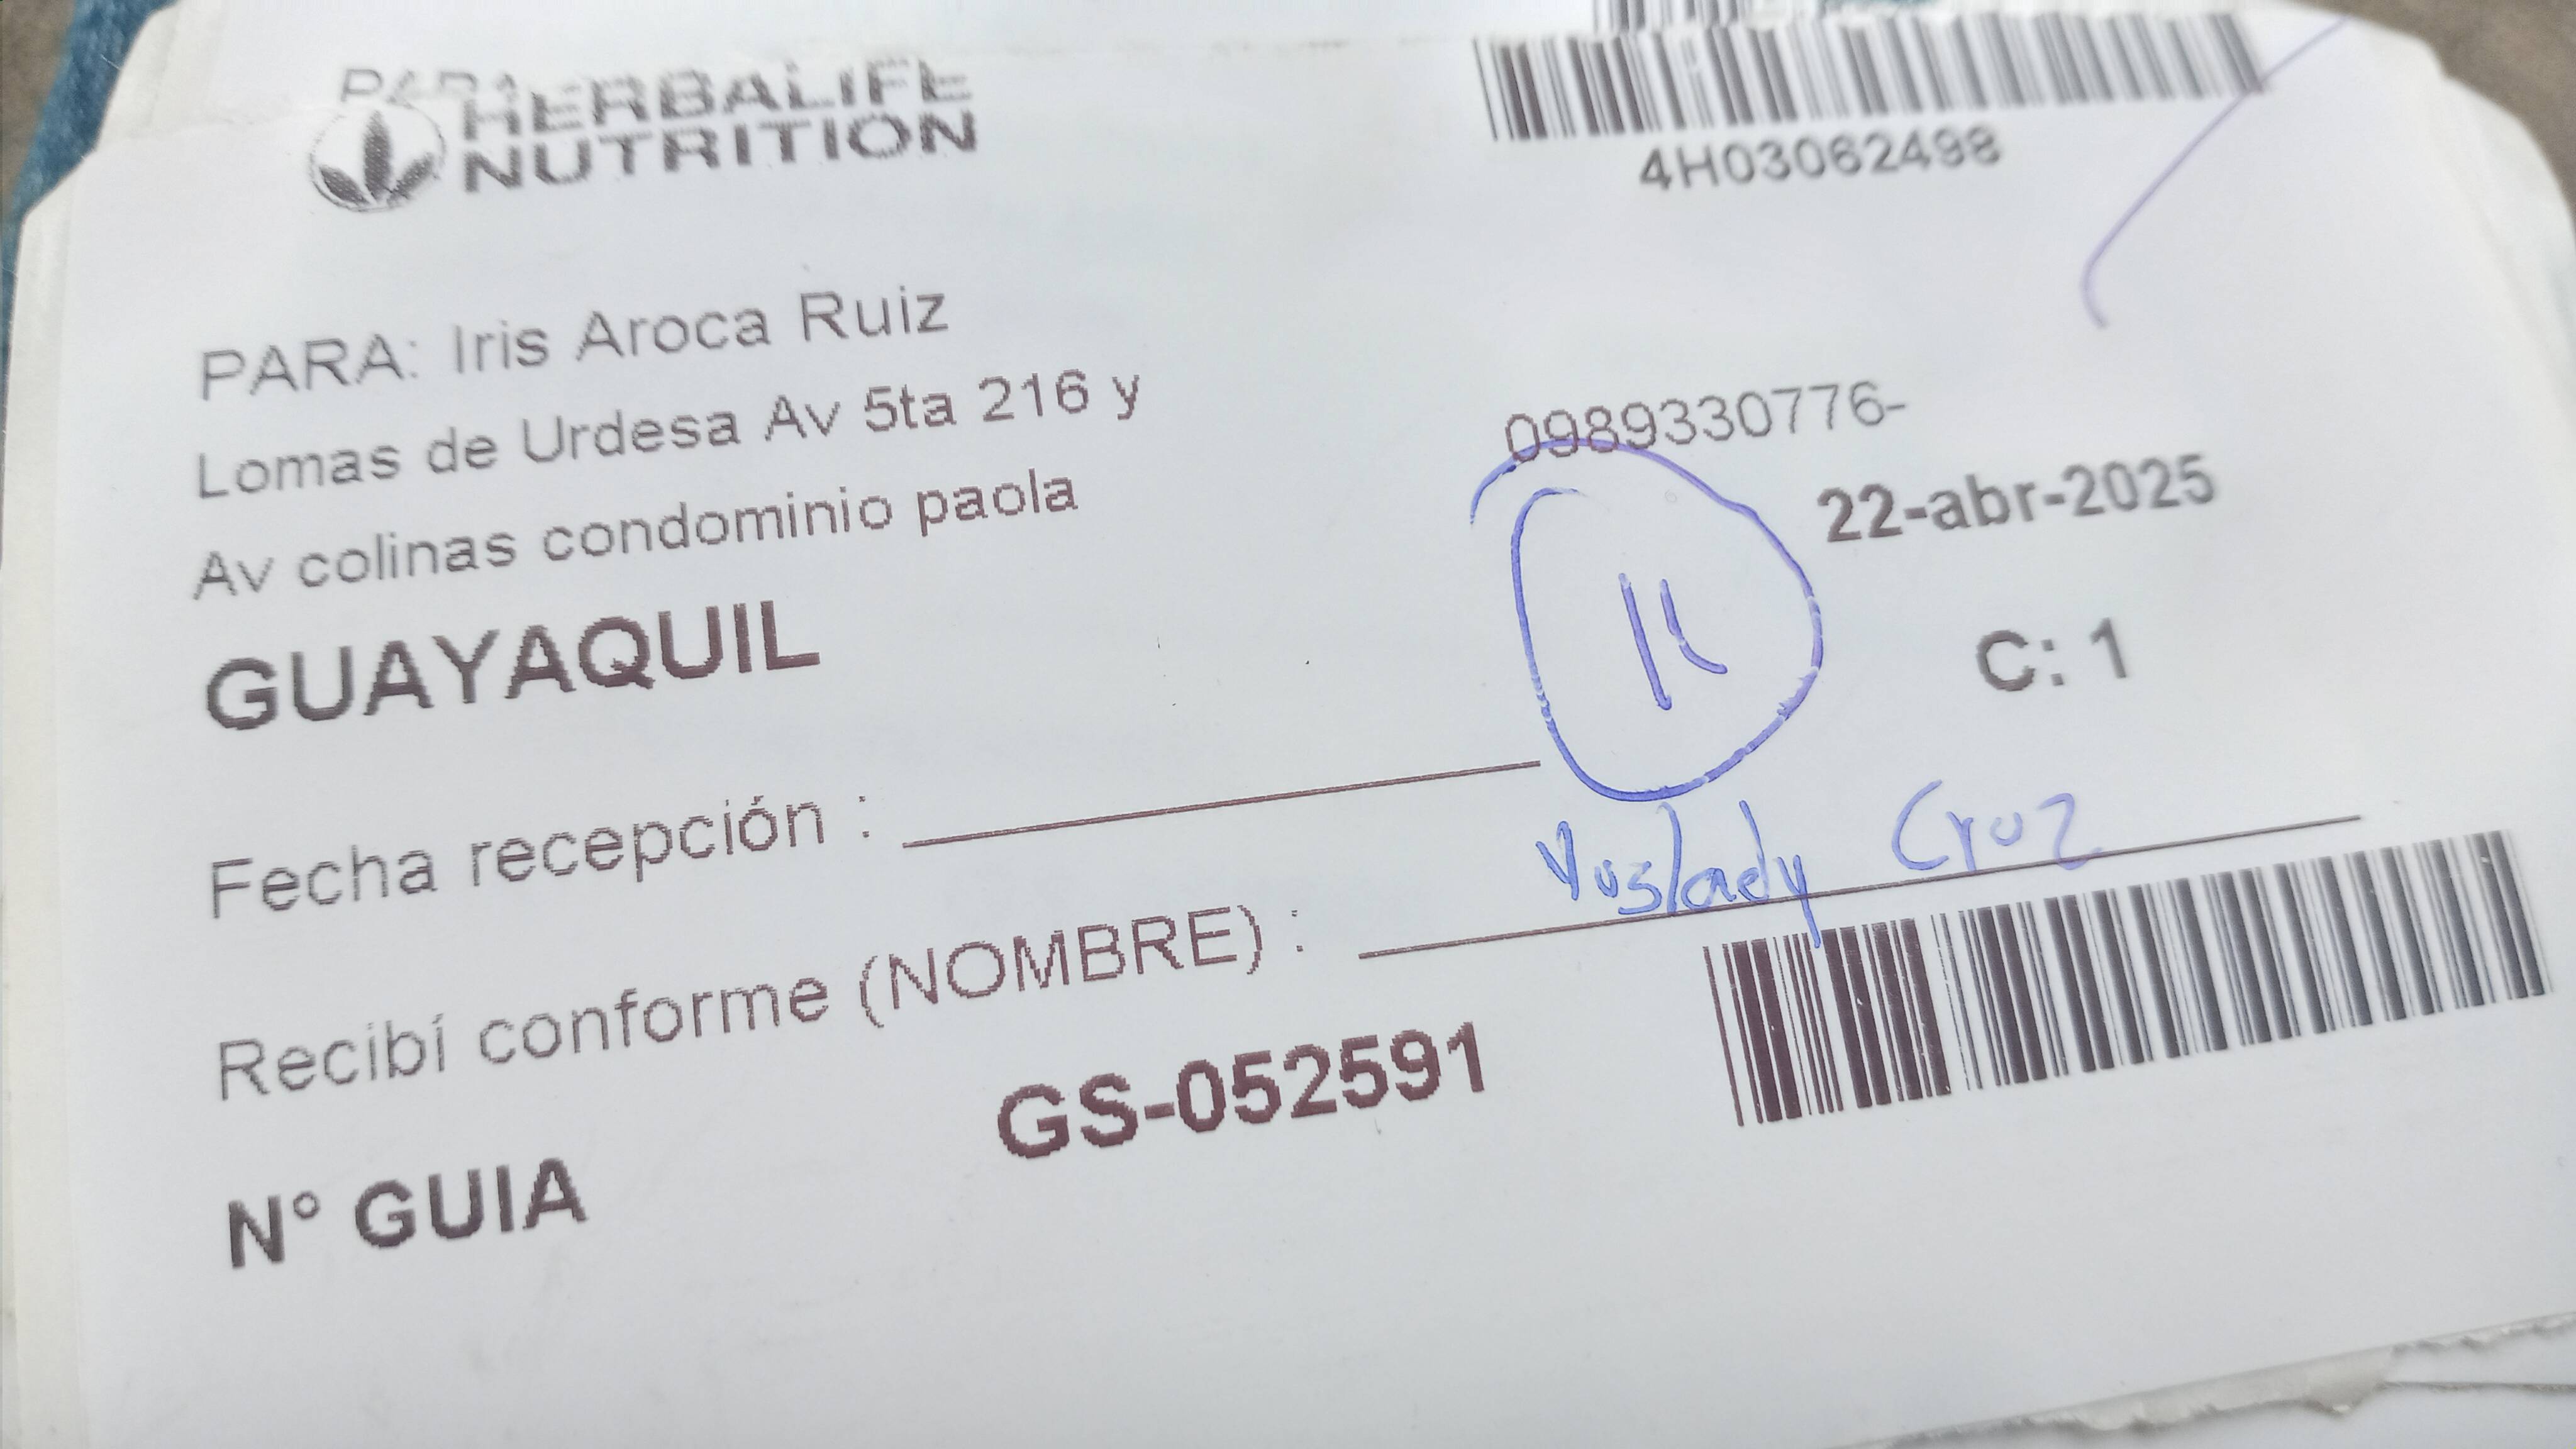 HERBALIFE
NUTRITION
4H03062498
PARA: Iris Aroca Ruiz
Lomas de Urdesa Av 5ta 216 y
Av colinas condominio paola
0989330776-
22-abr-2025
GUAYAQUIL
C: 1
Fecha recepción :
Recibí conforme (NOMBRE) : Yuslady Cruz
N° GUIA GS-052591